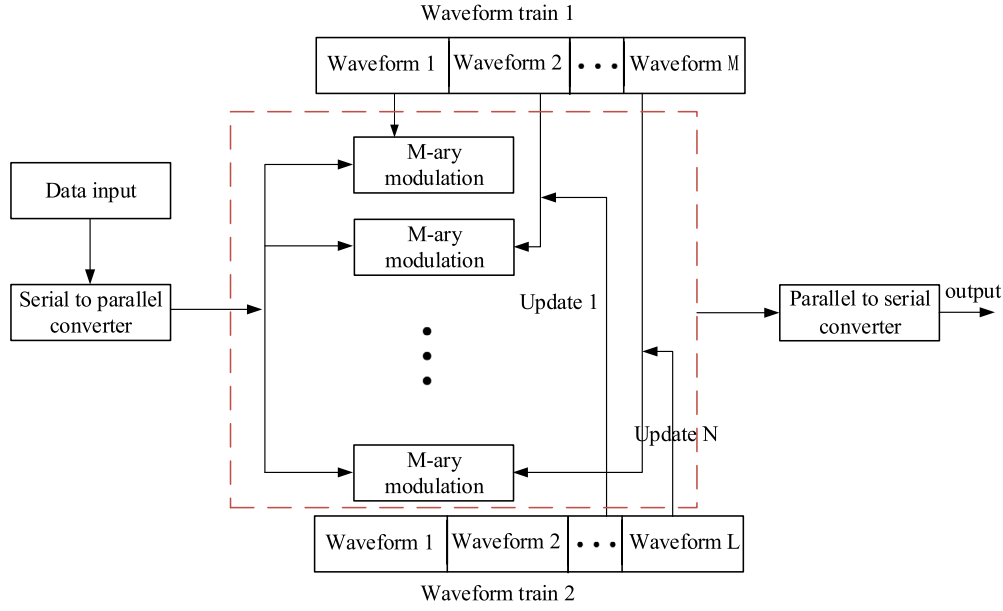 Waveform train 1
Waveform 1 Waveform 2 • • • Waveform M
M-ary
modulation
Data input
M-ary
modulation
Serial to parallel
converter
Update 1
Parallel to serial
converter
output
Update N
M-ary
modulation
Waveform 1 Waveform 2 • • • Waveform L
Waveform train 2